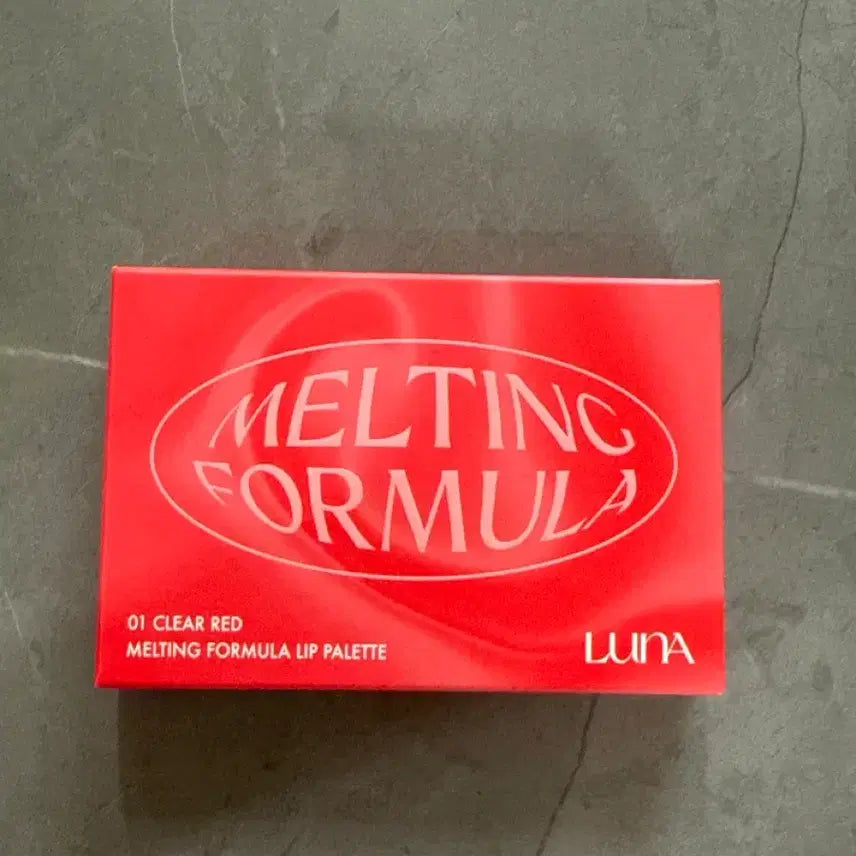 MELTING
FORMULA
01 CLEAR RED
MELTING FORMULA LIP PALETTE
LUNA